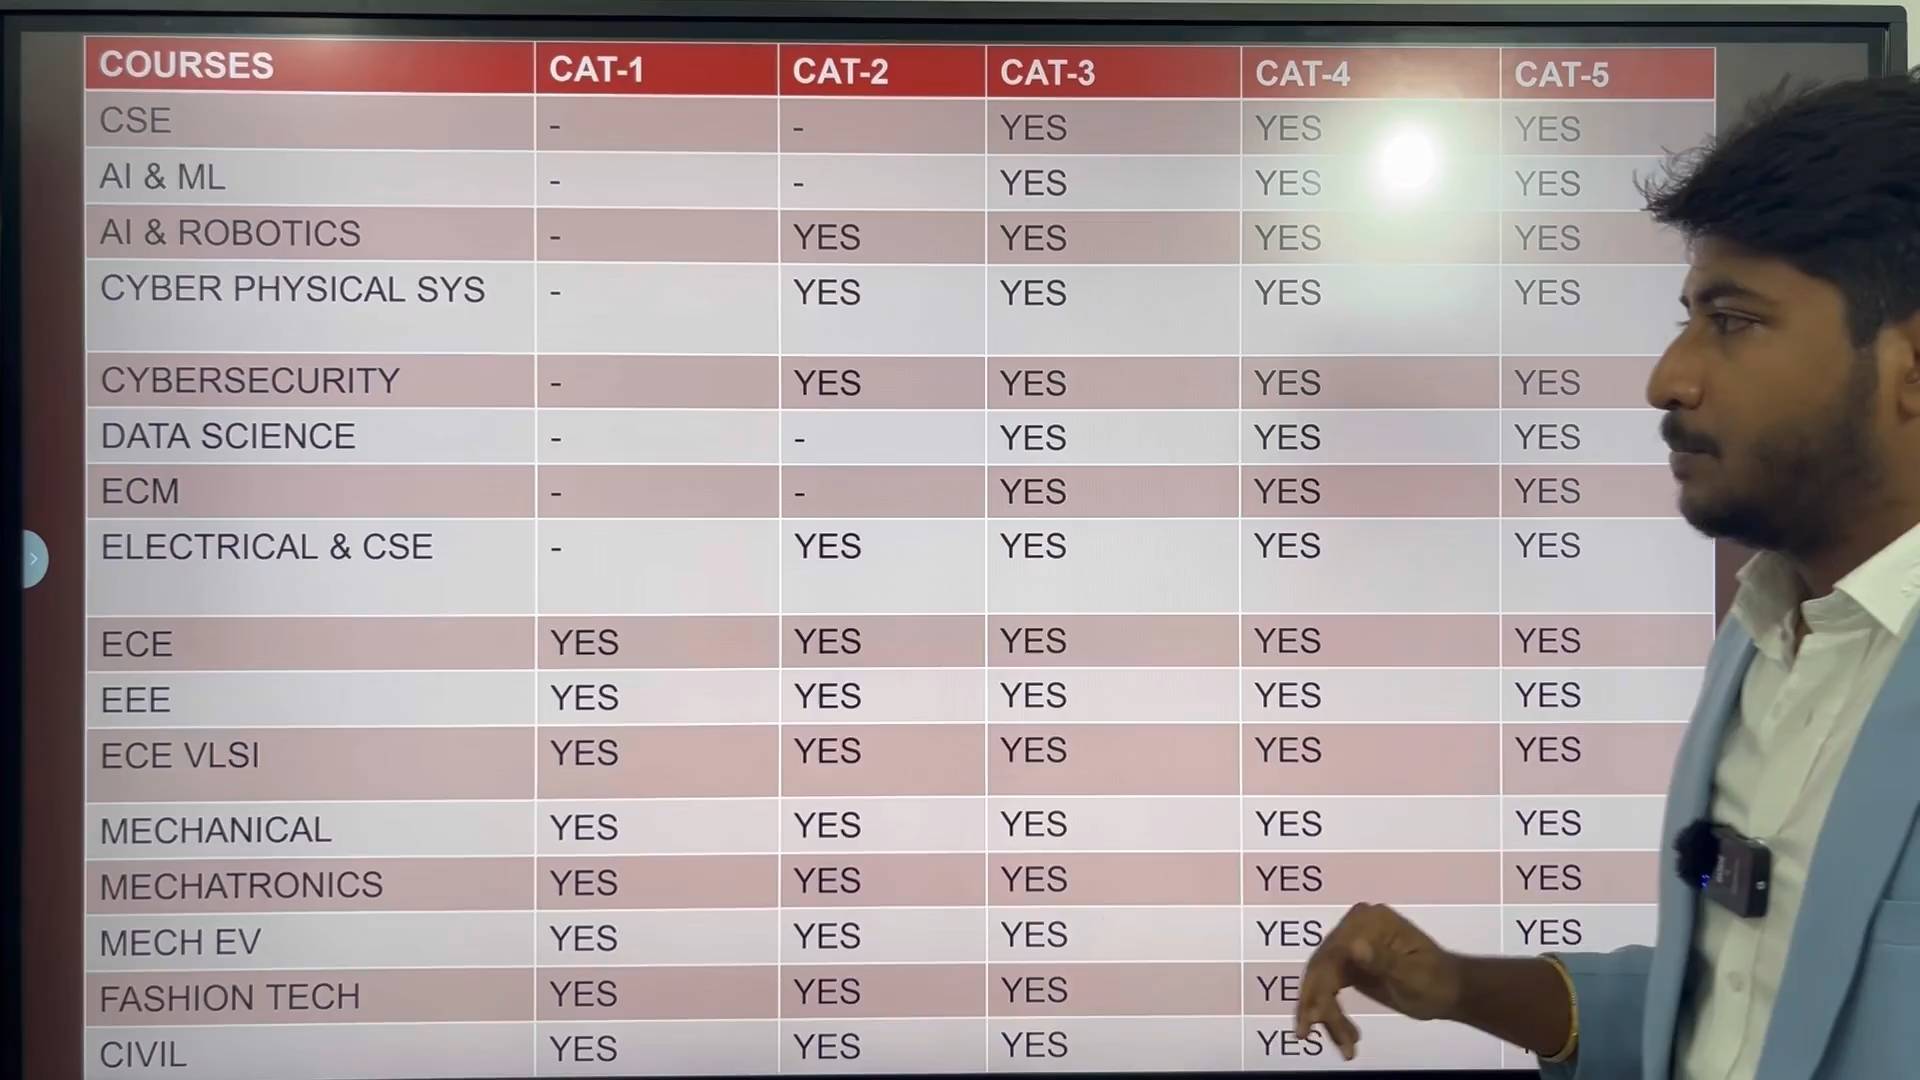 COURSES CAT-1 CAT-2 CAT-3 CAT-4 CAT-5
CSE - - YES YES YES
AI & ML - - YES YES YES
AI & ROBOTICS - YES YES YES YES
CYBER PHYSICAL SYS - YES YES YES YES
CYBERSECURITY - YES YES YES YES
DATA SCIENCE - - YES YES YES
ECM - - YES YES YES
ELECTRICAL & CSE - YES YES YES YES
ECE YES YES YES YES YES
EEE YES YES YES YES YES
ECE VLSI YES YES YES YES YES
MECHANICAL YES YES YES YES YES
MECHATRONICS YES YES YES YES YES
MECH EV YES YES YES YES YES
FASHION TECH YES YES YES
CIVIL YES YES YES YES